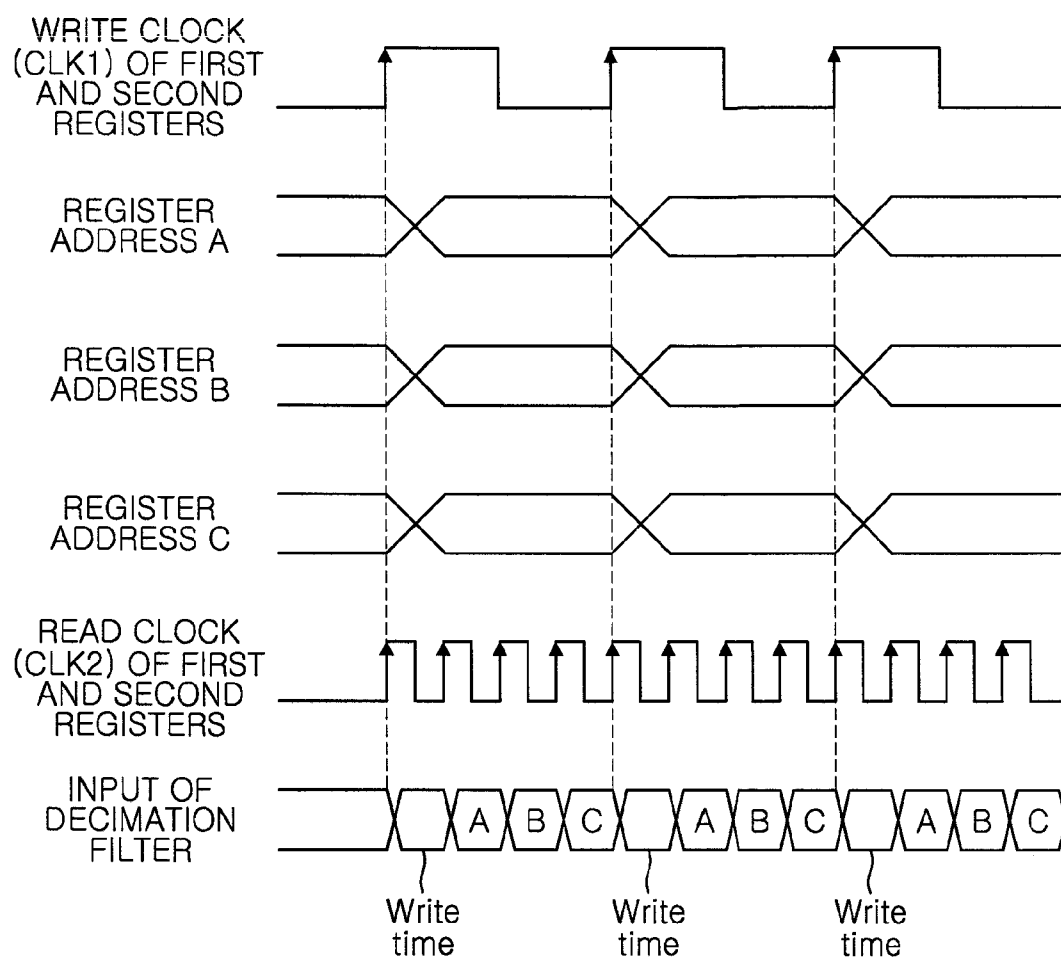 WRITE CLOCK
(CLK1) OF FIRST
AND SECOND
REGISTERS
REGISTER
ADDRESS A
REGISTER
ADDRESS B
REGISTER
ADDRESS C
READ CLOCK
(CLK2) OF FIRST
AND SECOND
REGISTERS
INPUT OF
DECIMATION
FILTER
A B C A B C A B C
Write Write Write
time time time